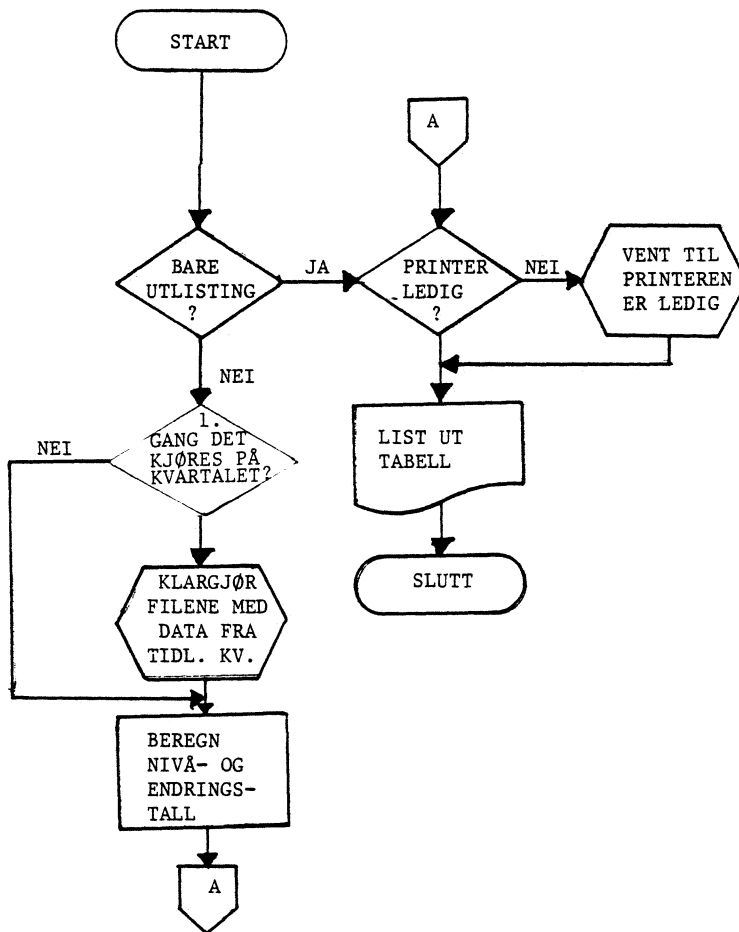 START
A
BARE
UTLISTING
?
JA
PRINTER
LEDIG
?
NEI
VENT TIL
PRINTEREN
ER LEDIG
NEI
1.
GANG DET
KJØRES PÅ
KVARTALET?
NEI
LIST UT
TABELL
SLUTT
KLARGJØR
FILENE MED
DATA FRA
TIDL. KV.
BEREGN
NIVÅ- OG
ENDRINGS-
TALL
A